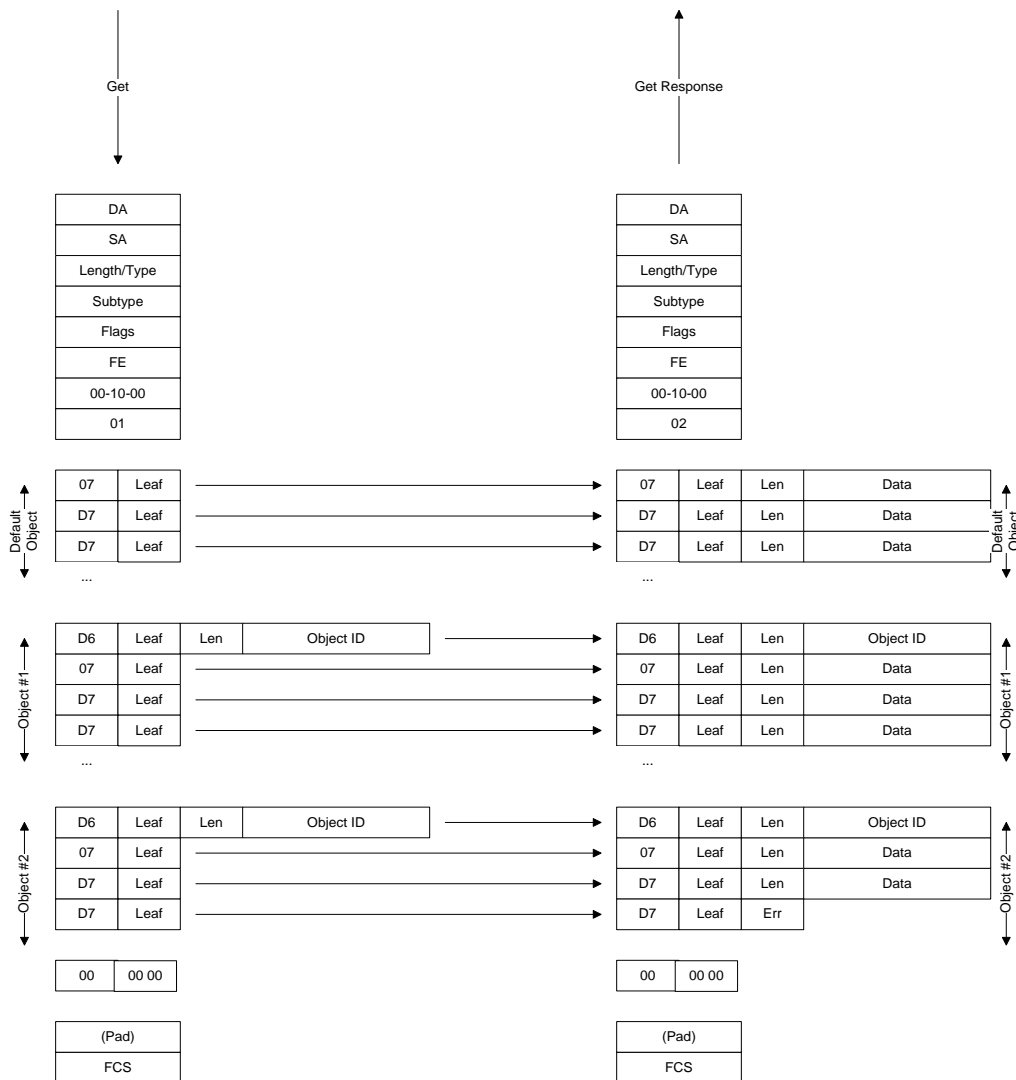 Get Get Response
DA DA
SA SA
Length/Type Length/Type
Subtype Subtype
Flags Flags
FE FE
00-10-00 00-10-00
01 02
Default Object
07 Leaf 07 Leaf Len Data
D7 Leaf D7 Leaf Len Data
D7 Leaf D7 Leaf Len Data
Default Object
... ...
Object #1
D6 Leaf Len Object ID D6 Leaf Len Object ID
07 Leaf 07 Leaf Len Data
D7 Leaf D7 Leaf Len Data
D7 Leaf D7 Leaf Len Data
Object #1
... ...
Object #2
D6 Leaf Len Object ID D6 Leaf Len Object ID
07 Leaf 07 Leaf Len Data
D7 Leaf D7 Leaf Len Data
D7 Leaf D7 Leaf Err
Object #2
00 00 00 00 00 00
(Pad) (Pad)
FCS FCS